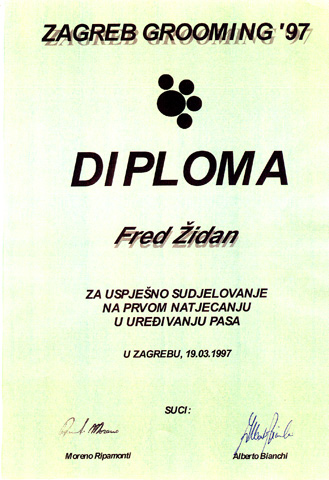 ZAGREB GROOMING '97
DIPLOMA
Fred Židan
ZA USPJEŠNO SUDJELOVANJE
NA PRVOM NATJECANJU
U UREĐIVANJU PASA
U ZAGREBU, 19.03.1997
SUCI:
Moreno Ripamonti
Alberto Bianchi